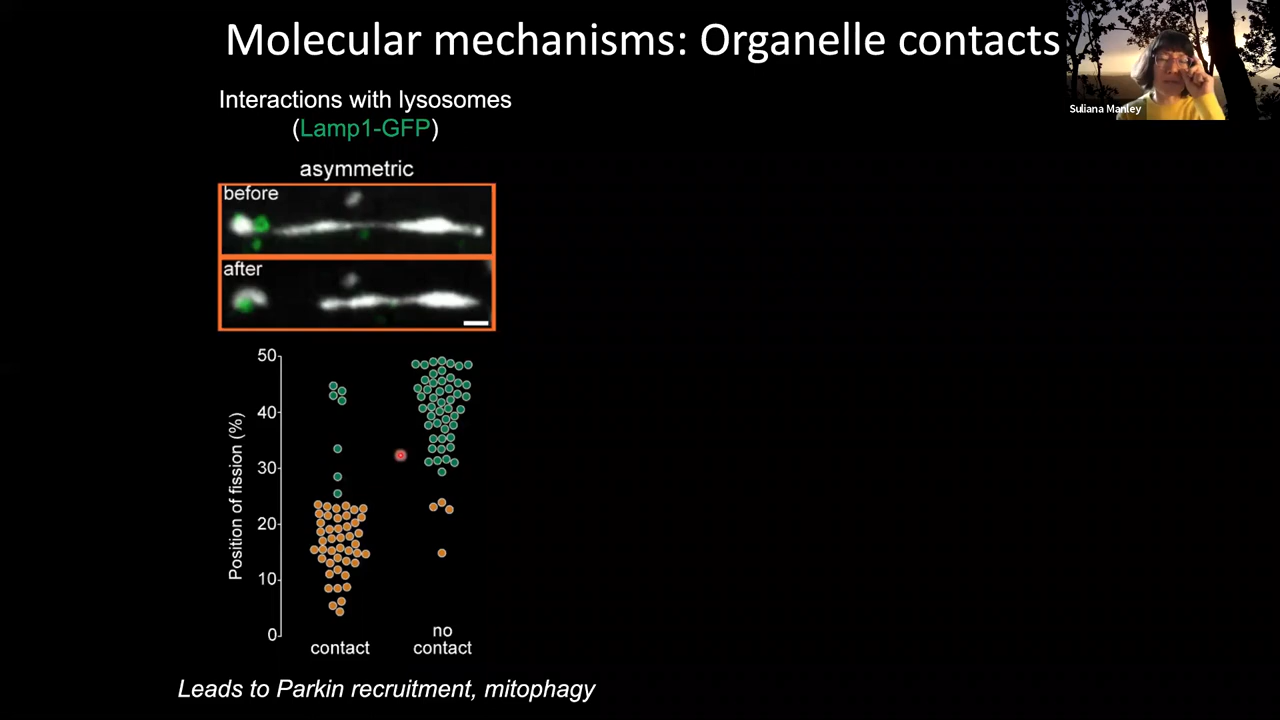 Molecular mechanisms: Organelle contacts
Suliana Manley
Interactions with lysosomes
(Lamp1-GFP)
asymmetric
before
after
50
40
30
20
10
0
Position of fission (%)
contact
no
contact
Leads to Parkin recruitment, mitophagy